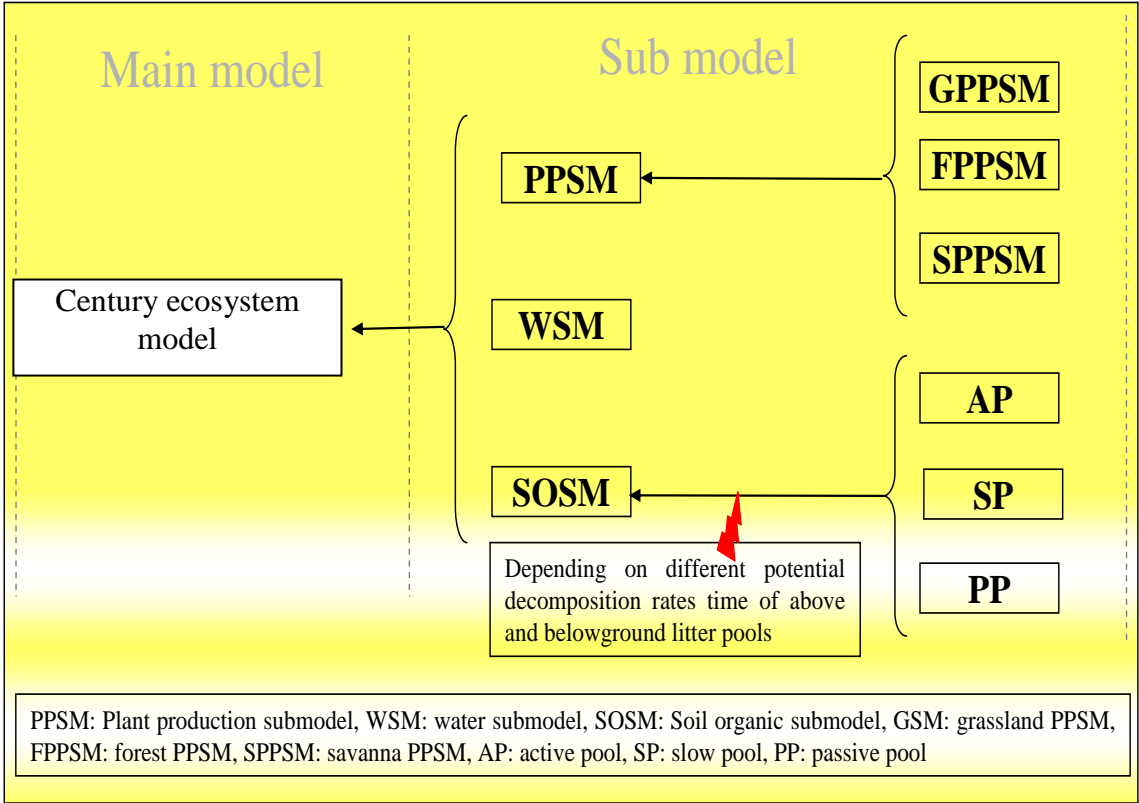 Main model
Sub model
GPPSM
FPPSM
SPPSM
PPSM
WSM
SOSM
Century ecosystem
model
AP
SP
PP
Depending on different potential
decomposition rates time of above
and belowground litter pools
PPSM: Plant production submodel, WSM: water submodel, SOSM: Soil organic submodel, GSM: grassland PPSM,
FPPSM: forest PPSM, SPPSM: savanna PPSM, AP: active pool, SP: slow pool, PP: passive pool